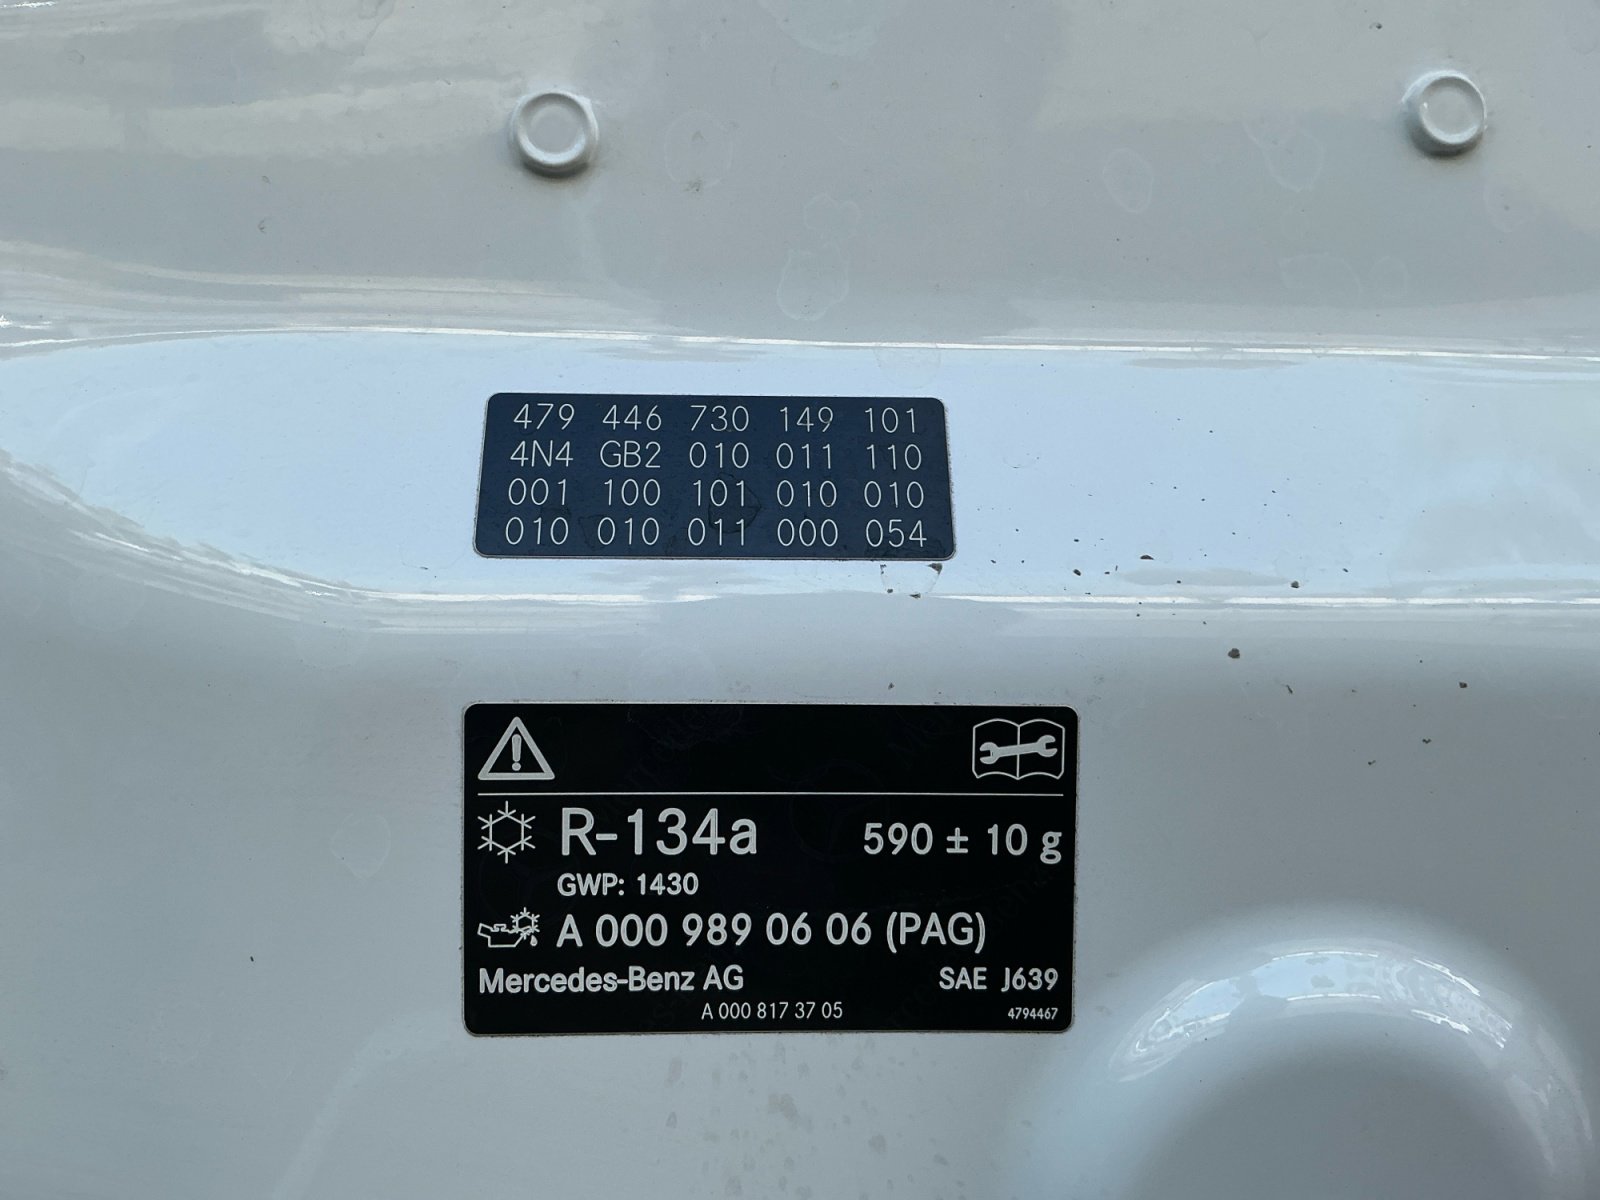 479 446 730 149 101
4N4 GB2 010 011 110
001 100 101 010 010
010 010 011 000 054
R-134a 590 ± 10 g
GWP: 1430
A 000 989 06 06 (PAG)
Mercedes-Benz AG SAE J639
A 000 817 37 05 4794467